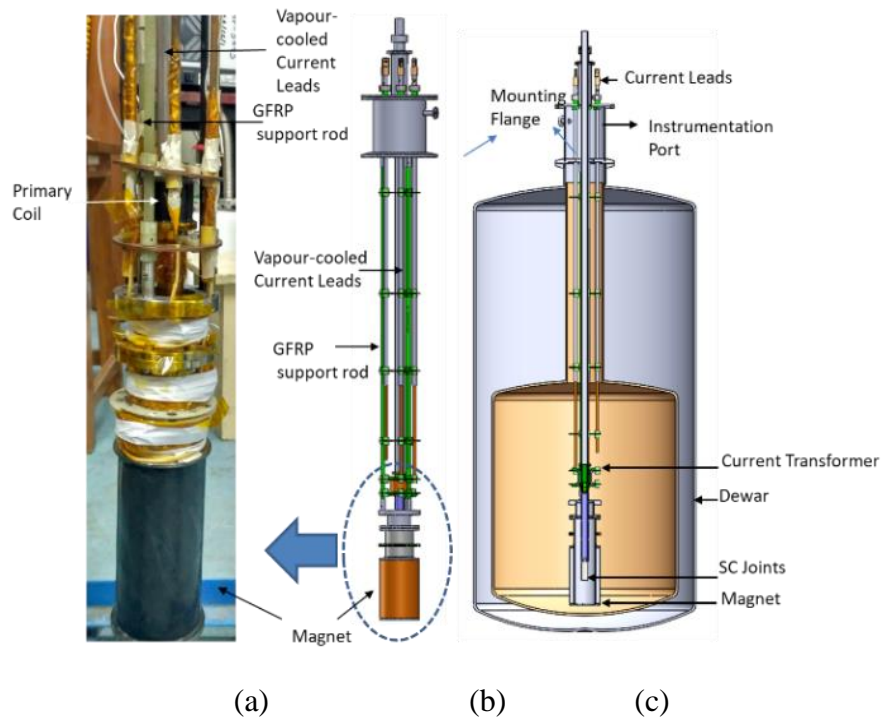 Vapour-
cooled
Current
Leads
GFRP
support rod
Primary
Coil
Mounting
Flange
Vapour-cooled
Current Leads
GFRP
support rod
Magnet
Current Leads
Instrumentation
Port
Current Transformer
Dewar
SC Joints
Magnet
(a)
(b)
(c)